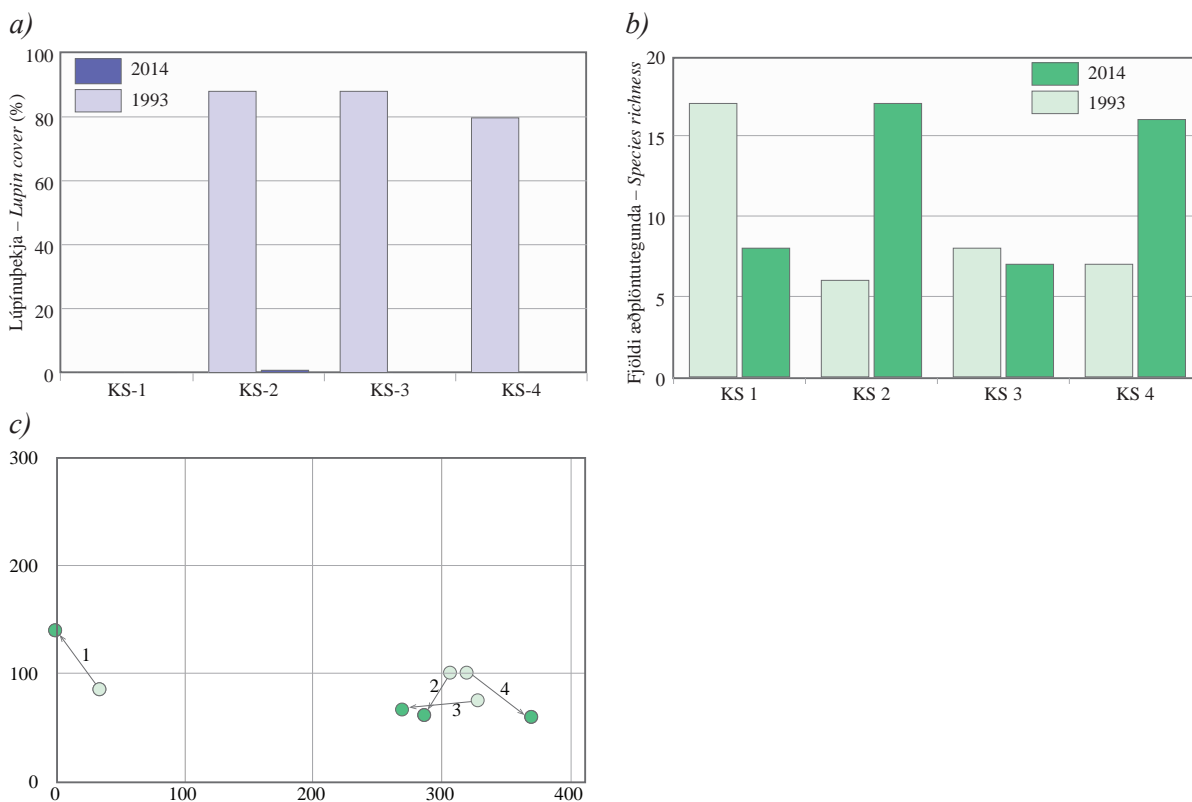 a)
Lúpínuþekja – Lupin cover (%)
100
80
60
40
20
0
2014
1993
KS-1 KS-2 KS-3 KS-4
b)
Fjöldi æðplöntutegunda – Species richness
20
15
10
5
0
2014
1993
KS 1 KS 2 KS 3 KS 4
c)
300
200
100
0
1
2
3
4
0 100 200 300 400